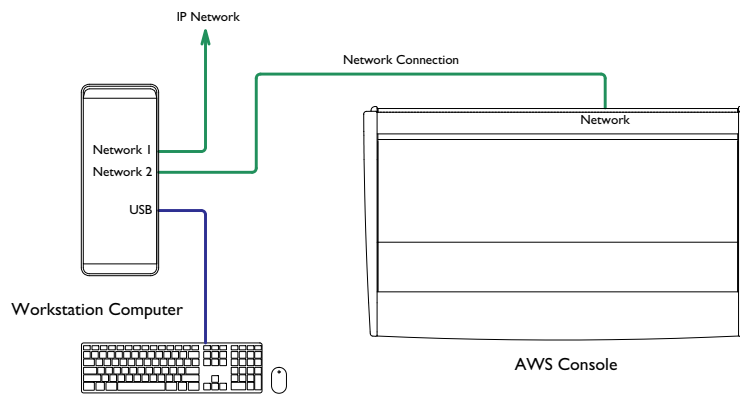 IP Network
Network Connection
Network
Network 1
Network 2
USB
Workstation Computer
AWS Console